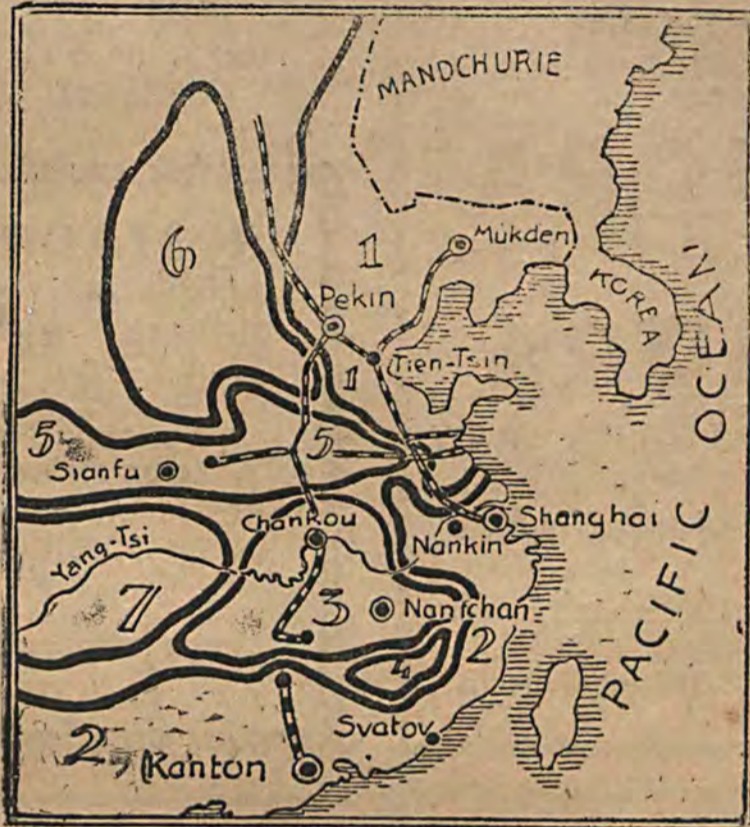 MANDCHURIE
6
1
Múkden
KOREA
Pekin
Tien-Tsin
1
PACIFIC OCEAN
5
5
Sianfu
Chankou
Shanghai
Nankin
Yang-Tsi
7
3
Nantchan
2
4
2
Svatov
Kanton